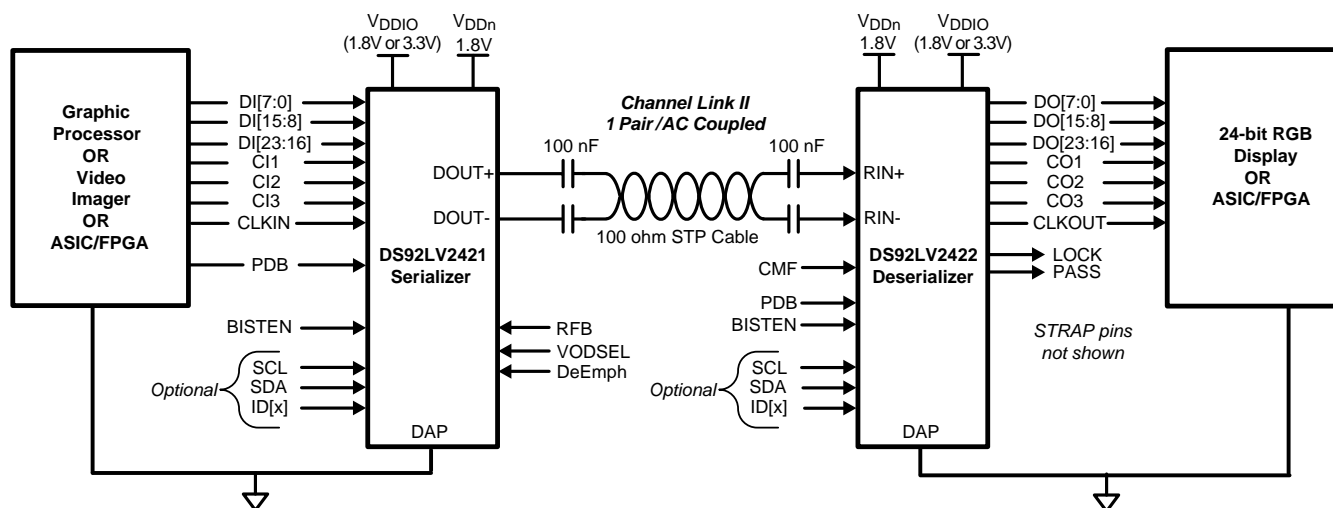 VDDIO
(1.8V or 3.3V)
VDDn
1.8V
VDDn
1.8V
VDDIO
(1.8V or 3.3V)
Graphic
Processor
OR
Video
Imager
OR
ASIC/FPGA
DI[7:0]
DI[15:8]
DI[23:16]
CI1
CI2
CI3
CLKIN
PDB
BISTEN
Optional
SCL
SDA
ID[x]
DOUT+
DOUT-
DS92LV2421
Serializer
DAP
RFB
VODSEL
DeEmph
Channel Link II
1 Pair /AC Coupled
100 nF
100 nF
100 ohm STP Cable
CMF
PDB
BISTEN
Optional
SCL
SDA
ID[x]
RIN+
RIN-
DS92LV2422
Deserializer
DAP
DO[7:0]
DO[15:8]
DO[23:16]
CO1
CO2
CO3
CLKOUT
LOCK
PASS
STRAP pins
not shown
24-bit RGB
Display
OR
ASIC/FPGA